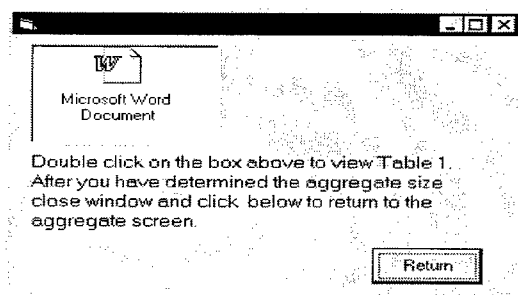 Microsoft Word
Document
Double click on the box above to view Table 1.
After you have determined the aggregate size
close window and click below to return to the
aggregate screen.
Return